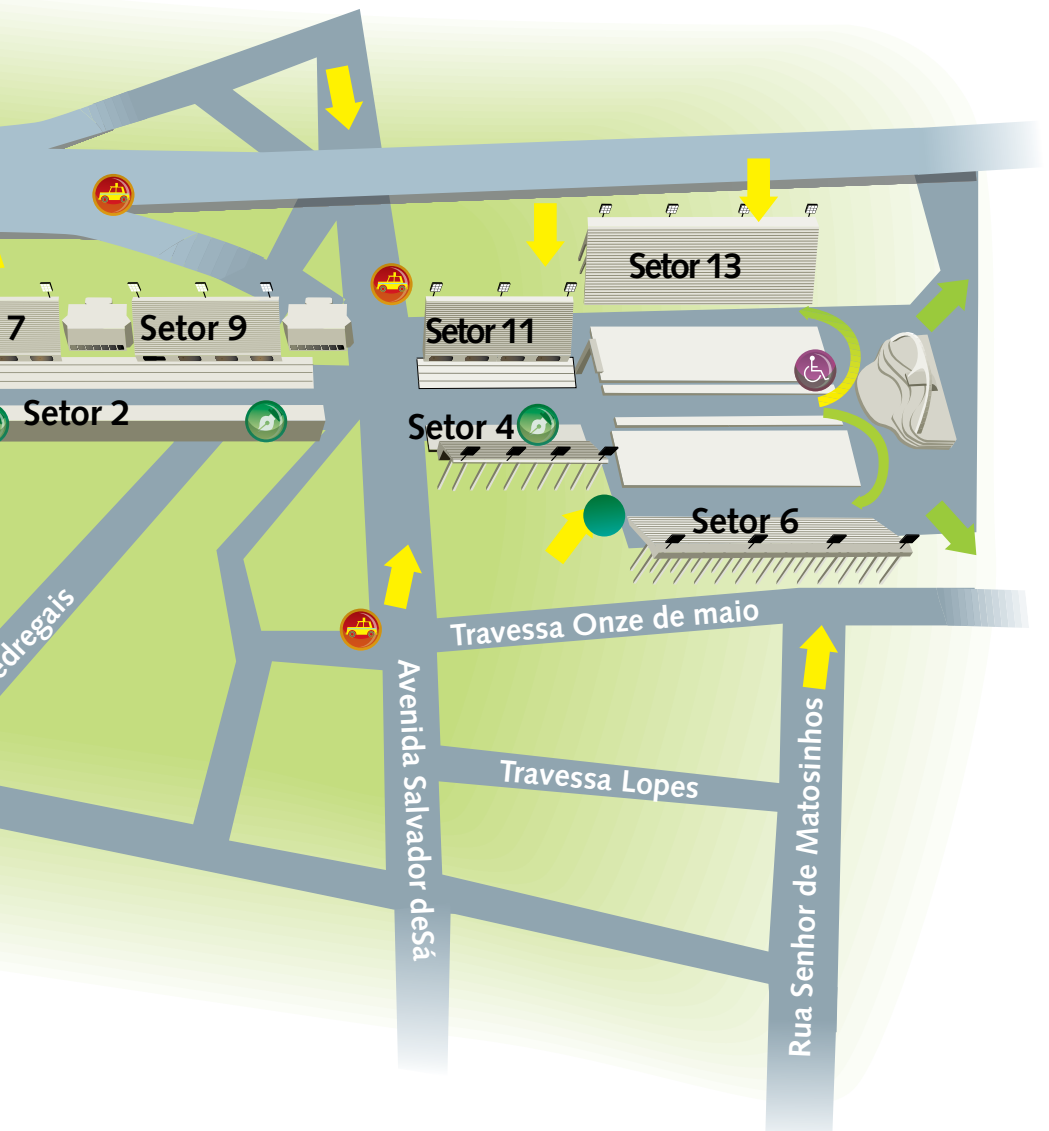 Setor 13
7
Setor 9
Setor 11
Setor 2
Setor 4
Setor 6
edregais
Travessa Onze de maio
Avenida Salvador deSá
Travessa Lopes
Rua Senhor de Matosinhos